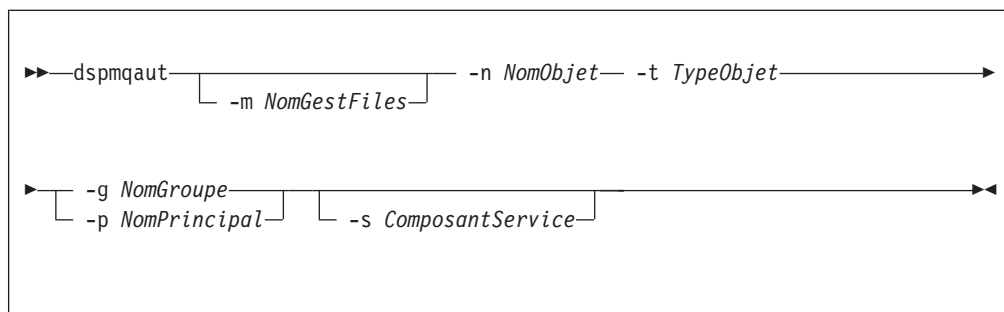 dspmqaut -n NomObjet -t TypeObjet
-m NomGestFiles
-g NomGroupe
-p NomPrincipal -s ComposantService